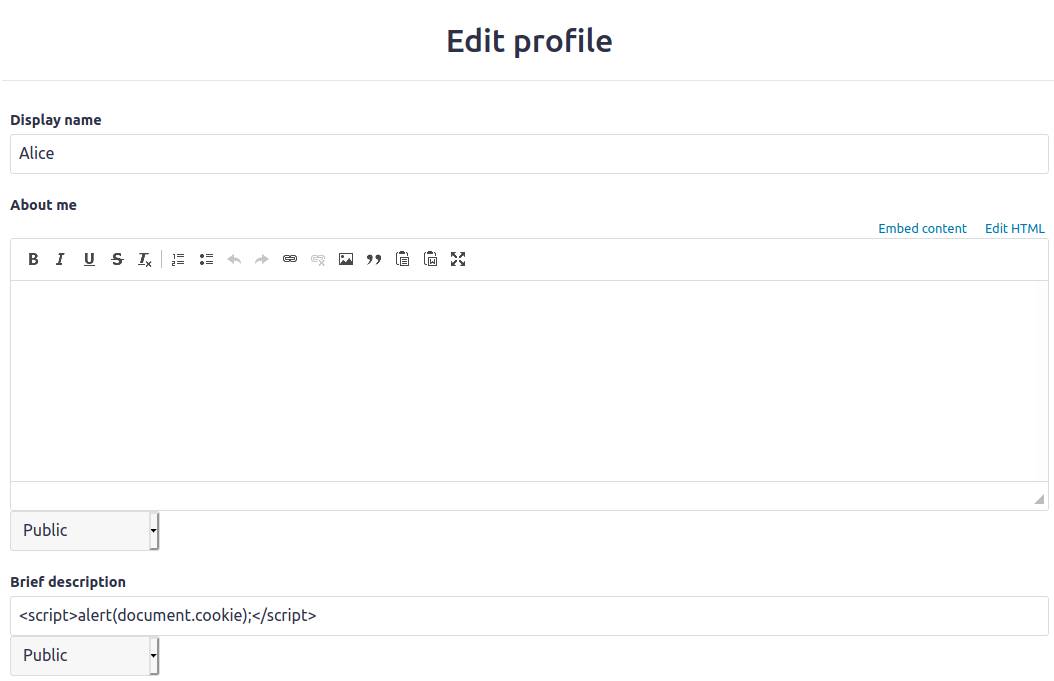 Edit profile
Display name
Alice
About me
Embed content Edit HTML
Public
Brief description
<script>alert(document.cookie);</script>
Public